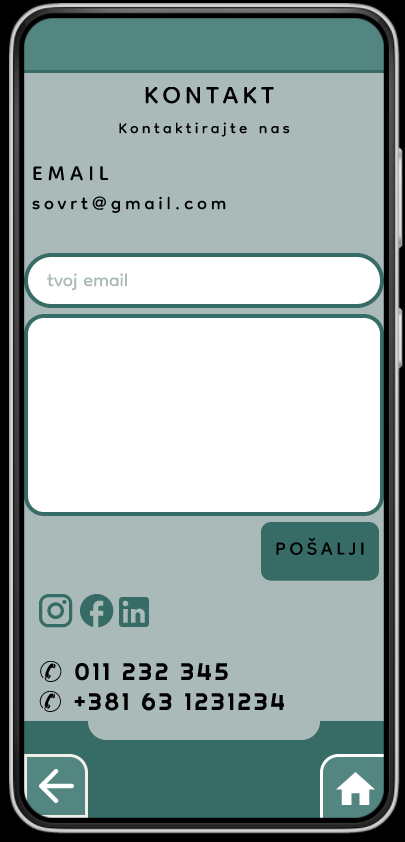 KONTAKT
Kontaktirajte nas
EMAIL
sovrt@gmail.com
tvoj email
POŠALJI
✆ 011 232 345
✆ +381 63 1231234